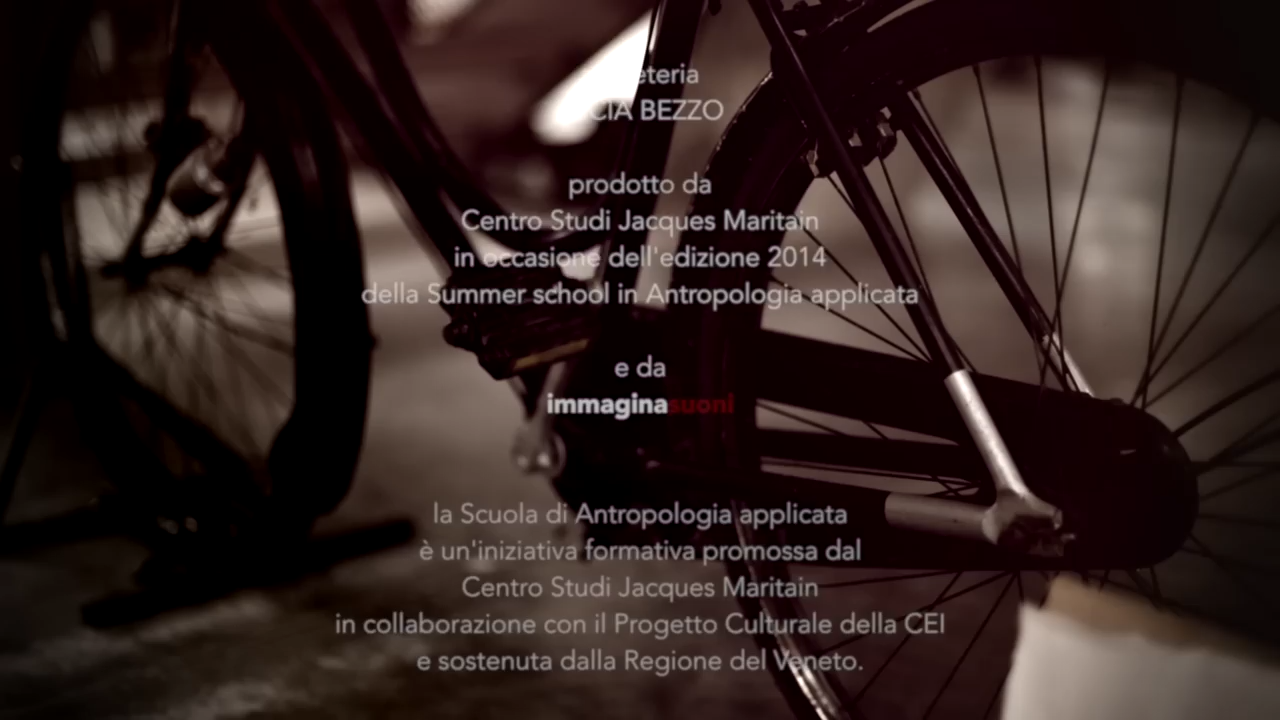 BEZZO
prodotto da
Centro Studi Jacques Maritain
in occasione dell'edizione 2014
della Summer school in Antropologia applicata
e da
immaginasuoni
la Scuola di Antropologia applicata
è un'iniziativa formativa promossa dal
Centro Studi Jacques Maritain
in collaborazione con il Progetto Culturale della CEI
e sostenuta dalla Regione del Veneto.